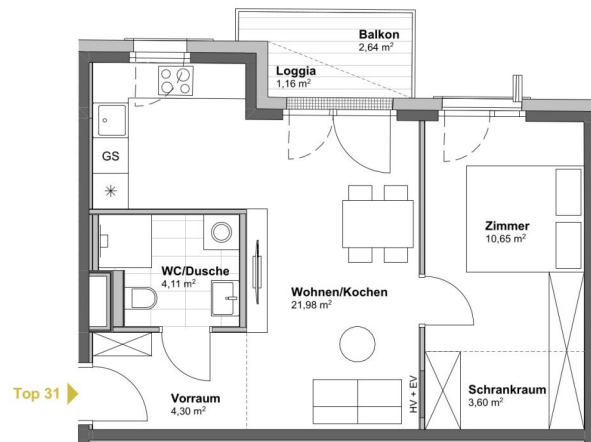 Balkon
2,64 m²
Loggia
1,16 m²
GS
Zimmer
10,65 m²
WC/Dusche
4,11 m²
Wohnen/Kochen
21,98 m²
HV + EV
Top 31
Vorraum
4,30 m²
Schrankraum
3,60 m²